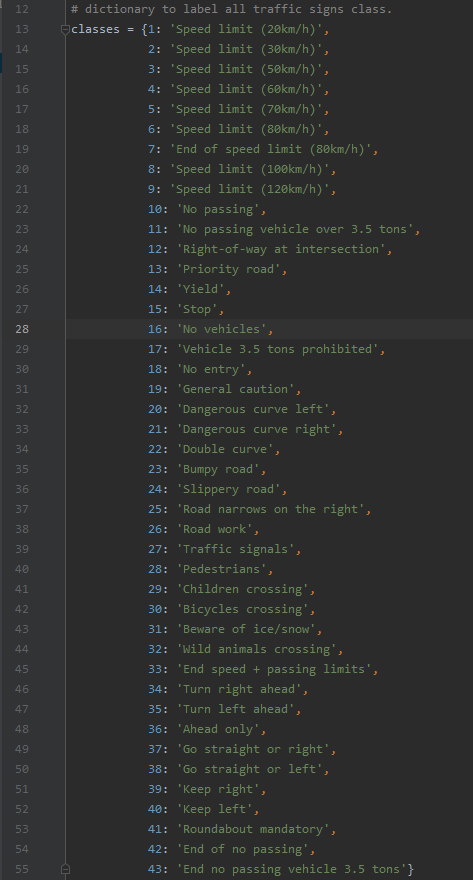 12 # dictionary to label all traffic signs class.
13 classes = {1: 'Speed limit (20km/h)',
14 2: 'Speed limit (30km/h)',
15 3: 'Speed limit (50km/h)',
16 4: 'Speed limit (60km/h)',
17 5: 'Speed limit (70km/h)',
18 6: 'Speed limit (80km/h)',
19 7: 'End of speed limit (80km/h)',
20 8: 'Speed limit (100km/h)',
21 9: 'Speed limit (120km/h)',
22 10: 'No passing',
23 11: 'No passing vehicle over 3.5 tons',
24 12: 'Right-of-way at intersection',
25 13: 'Priority road',
26 14: 'Yield',
27 15: 'Stop',
28 16: 'No vehicles',
29 17: 'Vehicle 3.5 tons prohibited',
30 18: 'No entry',
31 19: 'General caution',
32 20: 'Dangerous curve left',
33 21: 'Dangerous curve right',
34 22: 'Double curve',
35 23: 'Bumpy road',
36 24: 'Slippery road',
37 25: 'Road narrows on the right',
38 26: 'Road work',
39 27: 'Traffic signals',
40 28: 'Pedestrians',
41 29: 'Children crossing',
42 30: 'Bicycles crossing',
43 31: 'Beware of ice/snow',
44 32: 'Wild animals crossing',
45 33: 'End speed + passing limits',
46 34: 'Turn right ahead',
47 35: 'Turn left ahead',
48 36: 'Ahead only',
49 37: 'Go straight or right',
50 38: 'Go straight or left',
51 39: 'Keep right',
52 40: 'Keep left',
53 41: 'Roundabout mandatory',
54 42: 'End of no passing',
55 43: 'End no passing vehicle 3.5 tons'}